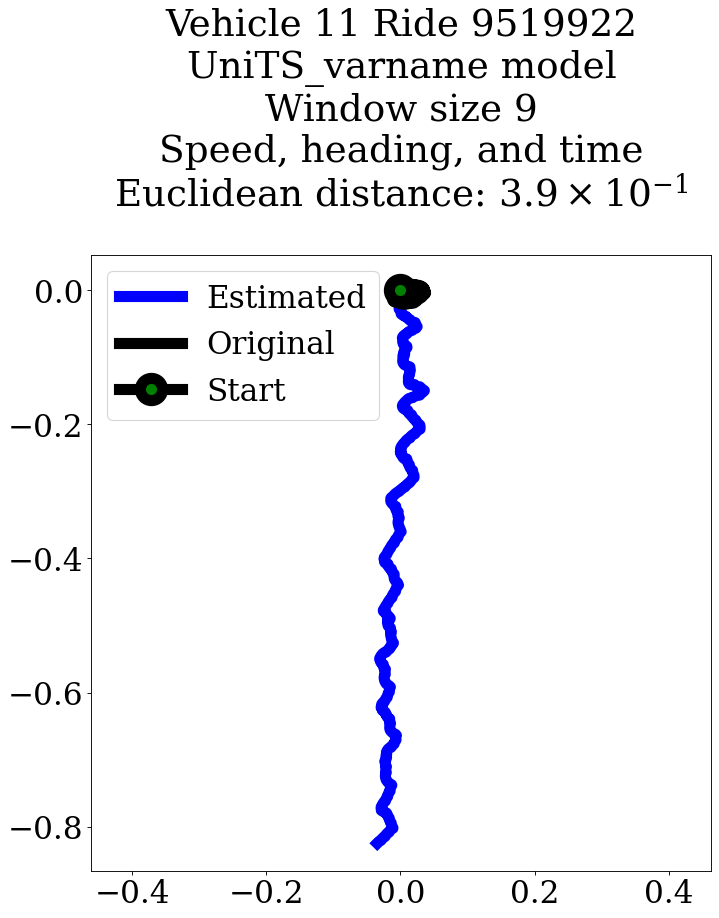 Vehicle 11 Ride 9519922
UniTS_varname model
Window size 9
Speed, heading, and time
Euclidean distance: 3.9 × 10⁻¹
Estimated
Original
Start
0.0
−0.2
−0.4
−0.6
−0.8
−0.4 −0.2 0.0 0.2 0.4